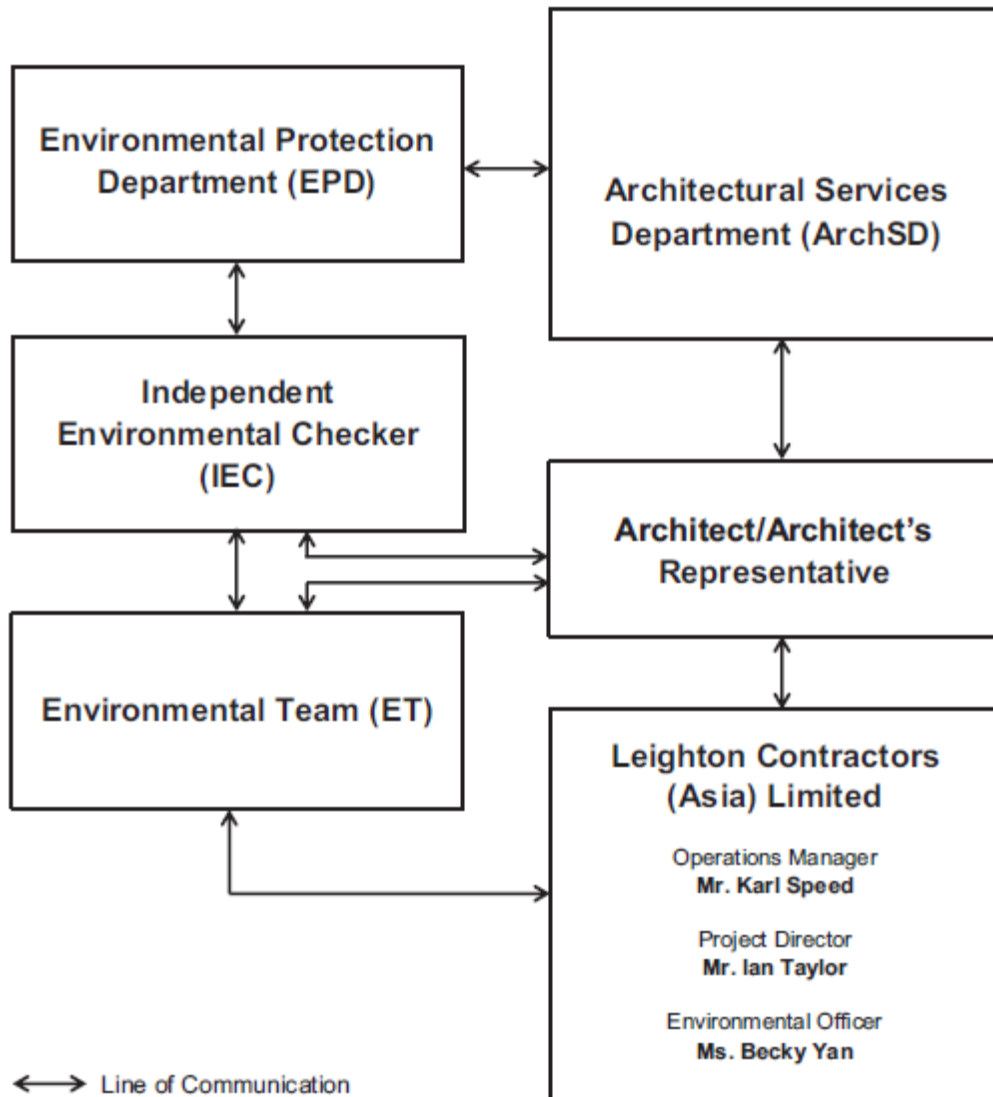 Environmental Protection
Department (EPD)
Architectural Services
Department (ArchSD)
Independent
Environmental Checker
(IEC)
Architect/Architect’s
Representative
Environmental Team (ET)
Leighton Contractors
(Asia) Limited
Operations Manager
Mr. Karl Speed
Project Director
Mr. Ian Taylor
Environmental Officer
Ms. Becky Yan
Line of Communication